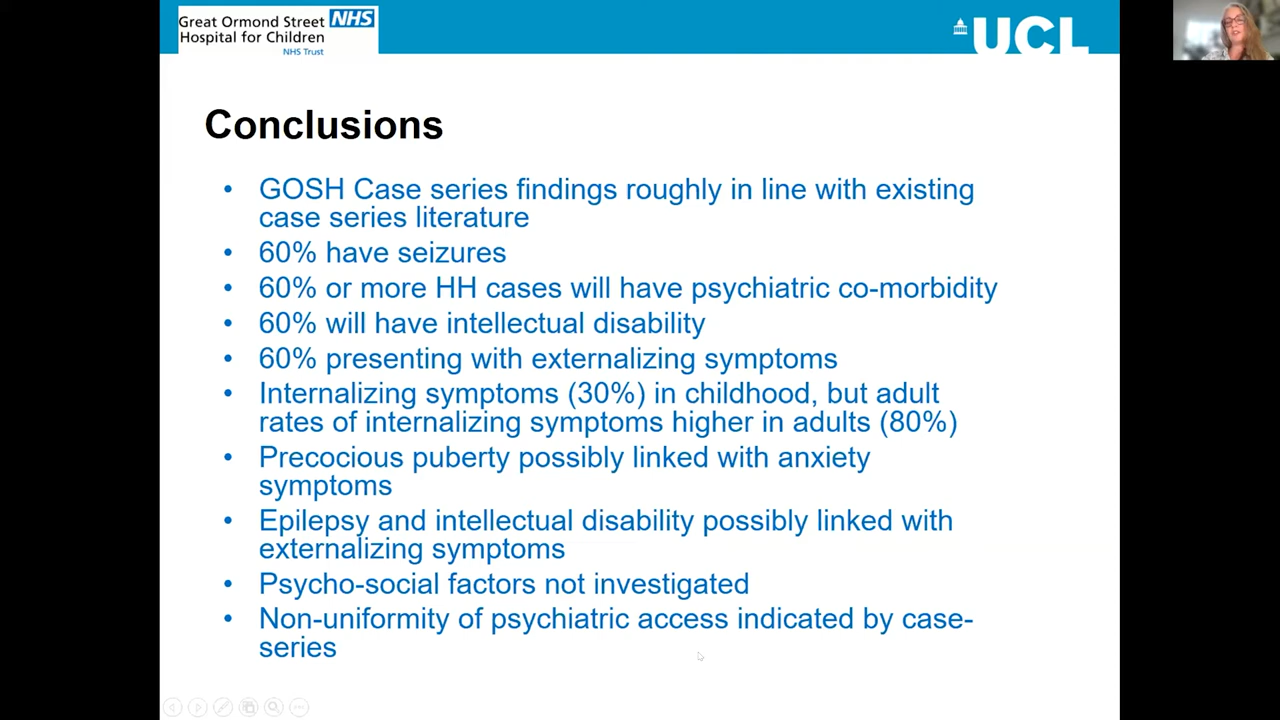 Great Ormond Street NHS
Hospital for Children
NHS Trust
UCL
Conclusions
• GOSH Case series findings roughly in line with existing
case series literature
• 60% have seizures
• 60% or more HH cases will have psychiatric co-morbidity
• 60% will have intellectual disability
• 60% presenting with externalizing symptoms
• Internalizing symptoms (30%) in childhood, but adult
rates of internalizing symptoms higher in adults (80%)
• Precocious puberty possibly linked with anxiety
symptoms
• Epilepsy and intellectual disability possibly linked with
externalizing symptoms
• Psycho-social factors not investigated
• Non-uniformity of psychiatric access indicated by case-
series